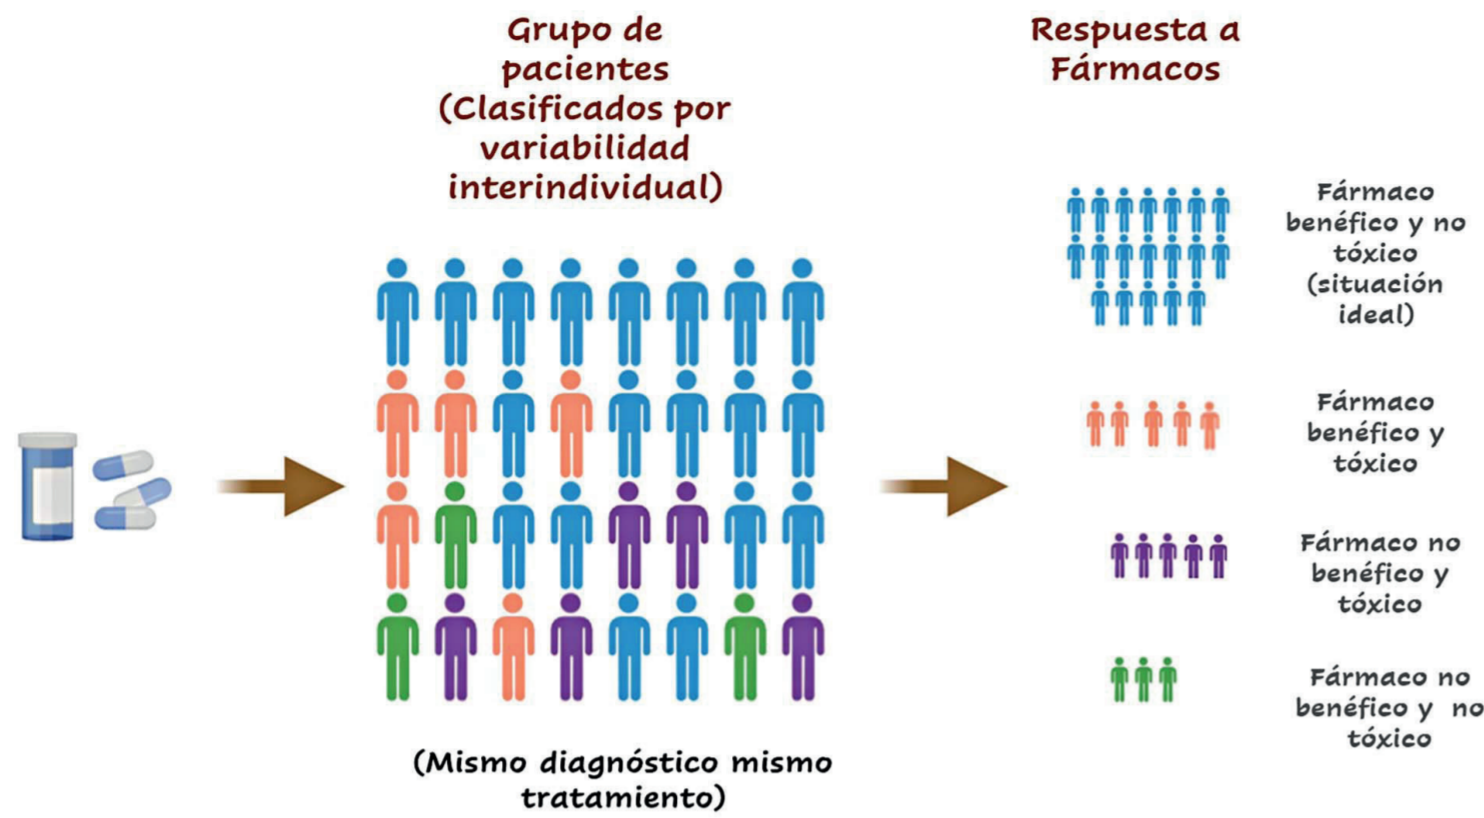 Grupo de
pacientes
(Clasificados por
variabilidad
interindividual)
(Mismo diagnóstico mismo
tratamiento)
Respuesta a
Fármacos
Fármaco
benéfico y no
tóxico
(situación
ideal)
Fármaco
benéfico y
tóxico
Fármaco no
benéfico y
tóxico
Fármaco no
benéfico y no
tóxico